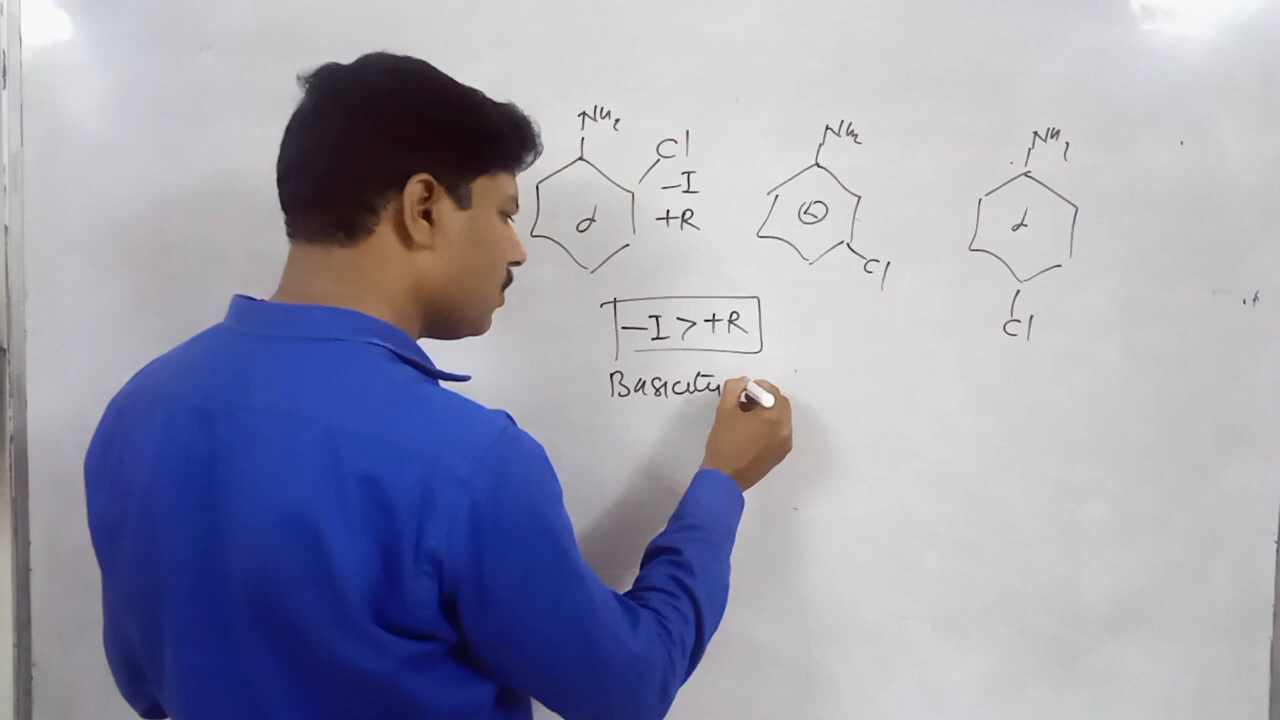 NH₂
Cl
-I
+R
NH₂
Cl
NH₂
Cl
-I > +R
Basicity